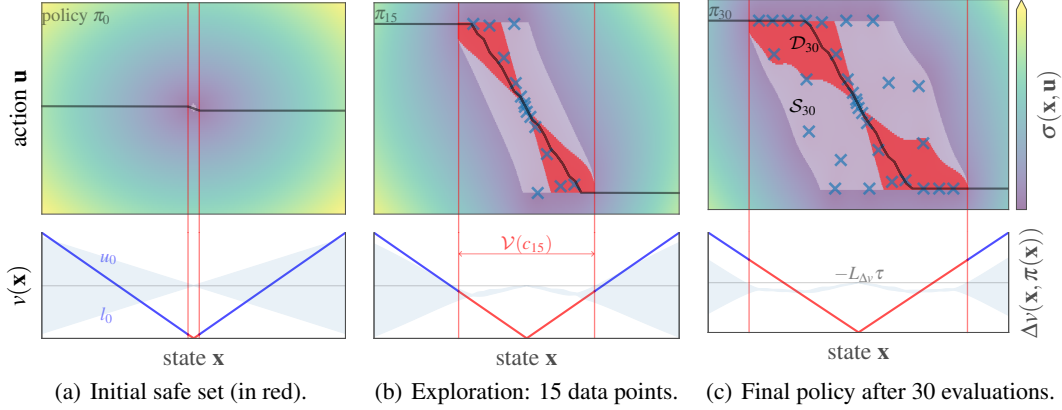 policy π₀
π₁₅
π₃₀
D₃₀
S₃₀
action u
σ(x, u)
u₀
l₀
V(c₁₅)
−L_Δv τ
v(x)
Δv(x, π(x))
state x
state x
state x
(a) Initial safe set (in red).
(b) Exploration: 15 data points.
(c) Final policy after 30 evaluations.